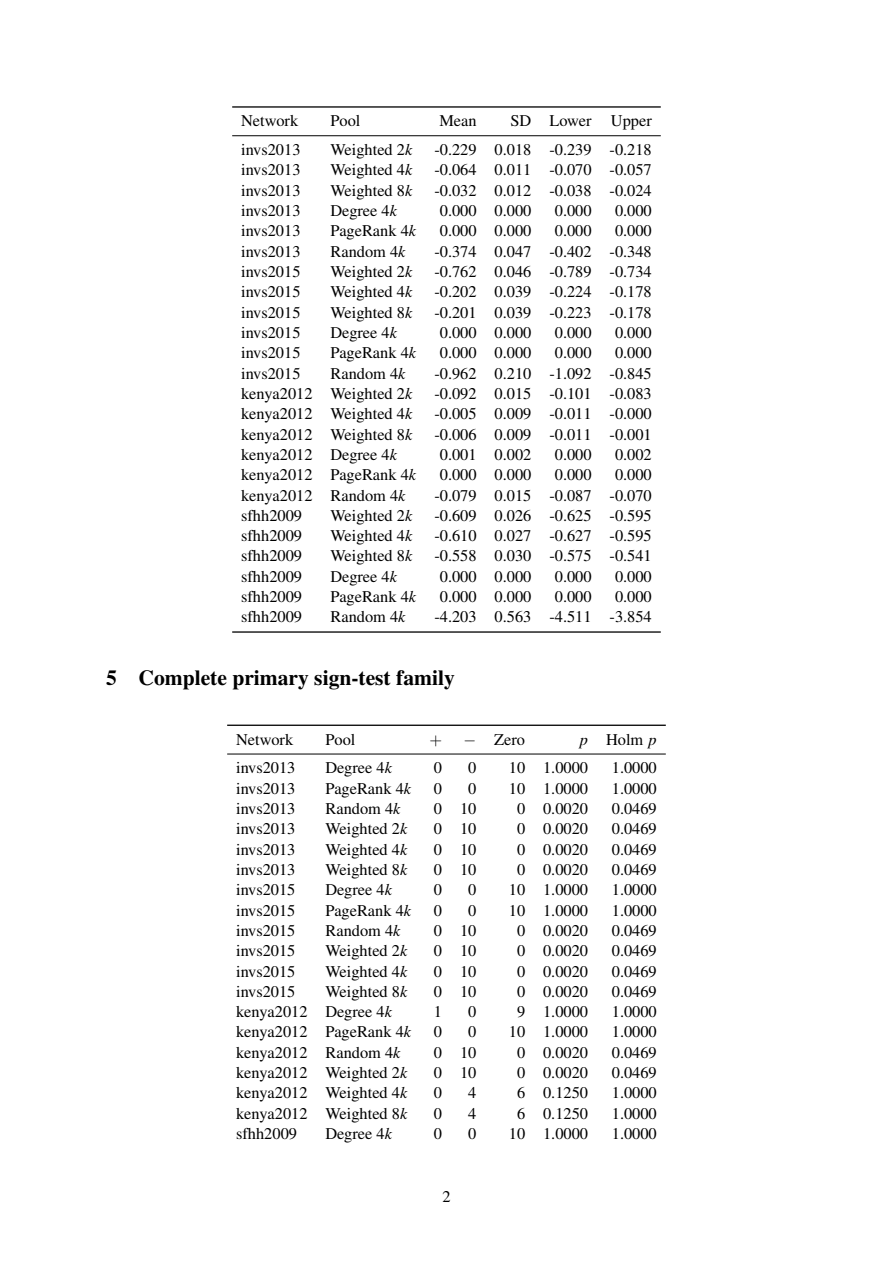 Network Pool Mean SD Lower Upper
invs2013 Weighted 2k -0.229 0.018 -0.239 -0.218
invs2013 Weighted 4k -0.064 0.011 -0.070 -0.057
invs2013 Weighted 8k -0.032 0.012 -0.038 -0.024
invs2013 Degree 4k 0.000 0.000 0.000 0.000
invs2013 PageRank 4k 0.000 0.000 0.000 0.000
invs2013 Random 4k -0.374 0.047 -0.402 -0.348
invs2015 Weighted 2k -0.762 0.046 -0.789 -0.734
invs2015 Weighted 4k -0.202 0.039 -0.224 -0.178
invs2015 Weighted 8k -0.201 0.039 -0.223 -0.178
invs2015 Degree 4k 0.000 0.000 0.000 0.000
invs2015 PageRank 4k 0.000 0.000 0.000 0.000
invs2015 Random 4k -0.962 0.210 -1.092 -0.845
kenya2012 Weighted 2k -0.092 0.015 -0.101 -0.083
kenya2012 Weighted 4k -0.005 0.009 -0.011 -0.000
kenya2012 Weighted 8k -0.006 0.009 -0.011 -0.001
kenya2012 Degree 4k 0.001 0.002 0.000 0.002
kenya2012 PageRank 4k 0.000 0.000 0.000 0.000
kenya2012 Random 4k -0.079 0.015 -0.087 -0.070
sfhh2009 Weighted 2k -0.609 0.026 -0.625 -0.595
sfhh2009 Weighted 4k -0.610 0.027 -0.627 -0.595
sfhh2009 Weighted 8k -0.558 0.030 -0.575 -0.541
sfhh2009 Degree 4k 0.000 0.000 0.000 0.000
sfhh2009 PageRank 4k 0.000 0.000 0.000 0.000
sfhh2009 Random 4k -4.203 0.563 -4.511 -3.854
5 Complete primary sign-test family
Network Pool + − Zero p Holm p
invs2013 Degree 4k 0 0 10 1.0000 1.0000
invs2013 PageRank 4k 0 0 10 1.0000 1.0000
invs2013 Random 4k 0 10 0 0.0020 0.0469
invs2013 Weighted 2k 0 10 0 0.0020 0.0469
invs2013 Weighted 4k 0 10 0 0.0020 0.0469
invs2013 Weighted 8k 0 10 0 0.0020 0.0469
invs2015 Degree 4k 0 0 10 1.0000 1.0000
invs2015 PageRank 4k 0 0 10 1.0000 1.0000
invs2015 Random 4k 0 10 0 0.0020 0.0469
invs2015 Weighted 2k 0 10 0 0.0020 0.0469
invs2015 Weighted 4k 0 10 0 0.0020 0.0469
invs2015 Weighted 8k 0 10 0 0.0020 0.0469
kenya2012 Degree 4k 1 0 9 1.0000 1.0000
kenya2012 PageRank 4k 0 0 10 1.0000 1.0000
kenya2012 Random 4k 0 10 0 0.0020 0.0469
kenya2012 Weighted 2k 0 10 0 0.0020 0.0469
kenya2012 Weighted 4k 0 4 6 0.1250 1.0000
kenya2012 Weighted 8k 0 4 6 0.1250 1.0000
sfhh2009 Degree 4k 0 0 10 1.0000 1.0000
2